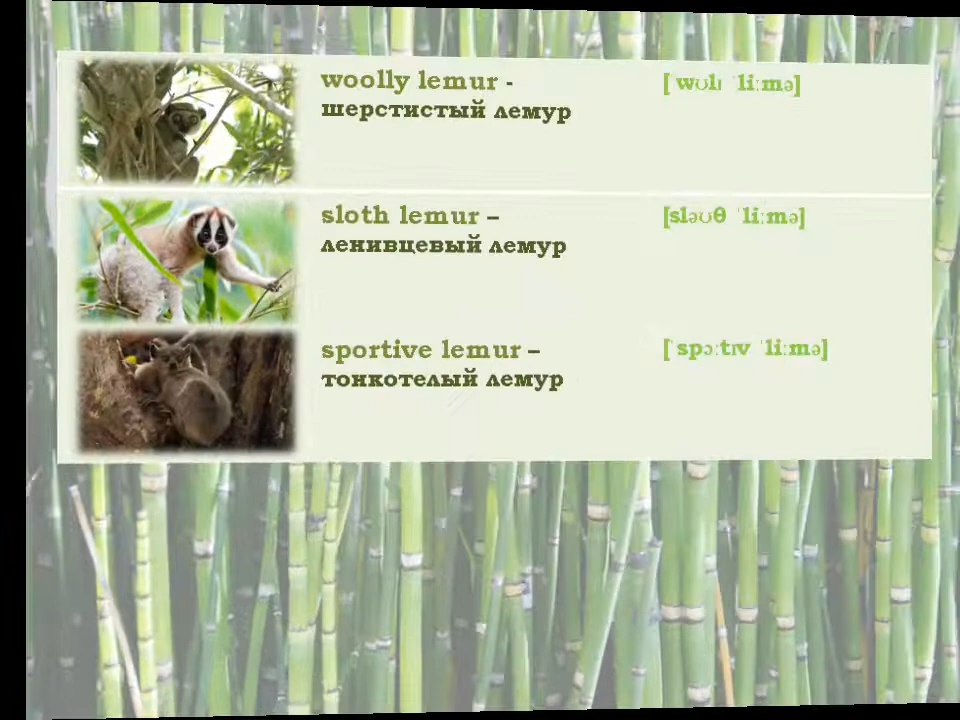 woolly lemur - [ˈwʊlɪ ˈliːmə]
шерстистый лемур
sloth lemur – [sləʊθ ˈliːmə]
ленивцевый лемур
sportive lemur – [ˈspɔːtɪv ˈliːmə]
тонкотелый лемур